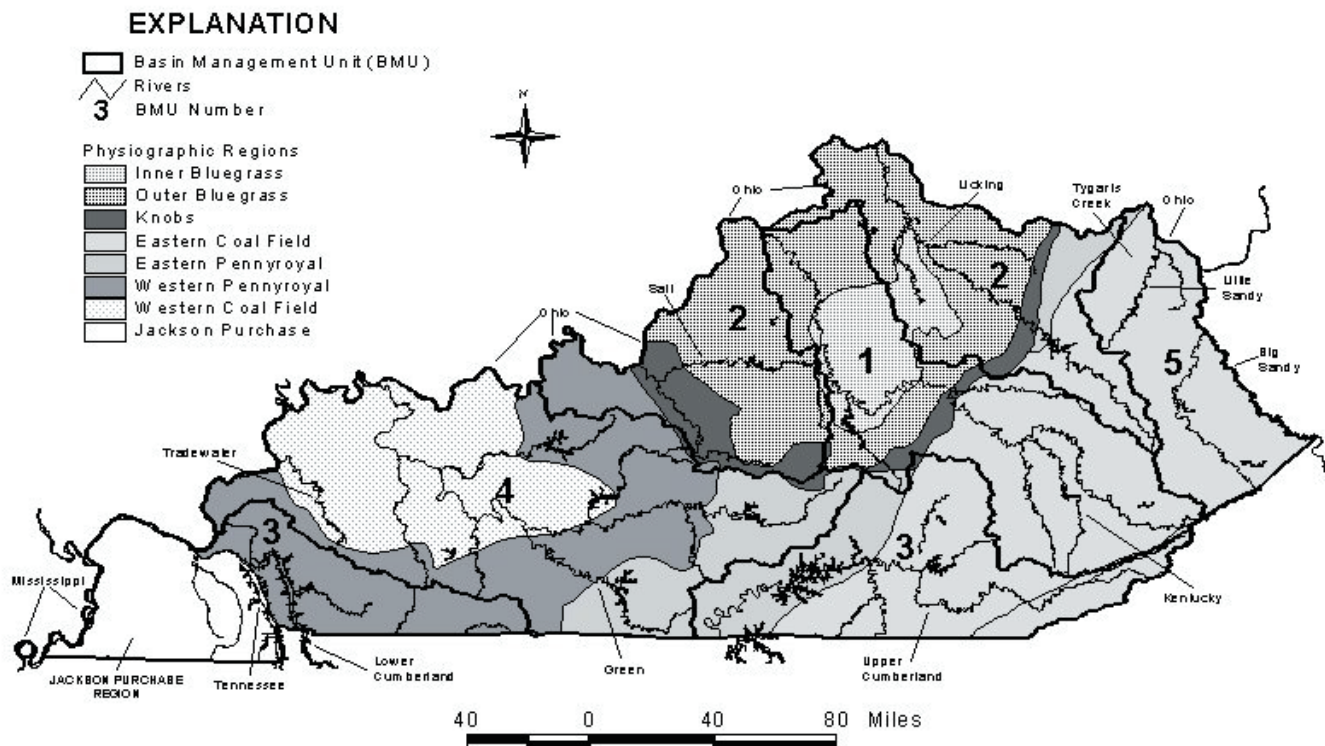 EXPLANATION
Basin Management Unit (BMU)
Rivers
3 BMU Number
Physiographic Regions
Inner Bluegrass
Outer Bluegrass
Knobs
Eastern Coal Field
Eastern Pennyroyal
Western Pennyroyal
Western Coal Field
Jackson Purchase
N
Ohio
Licking
Tygarts
Creek
Ohio
Little
Sandy
Big
Sandy
Salt
Ohio
2
2
1
5
Tradewater
4
3
3
Mississippi
Kentucky
JACKSON PURCHASE
REGION
Tennessee
Lower
Cumberland
Green
Upper
Cumberland
40 0 40 80 Miles